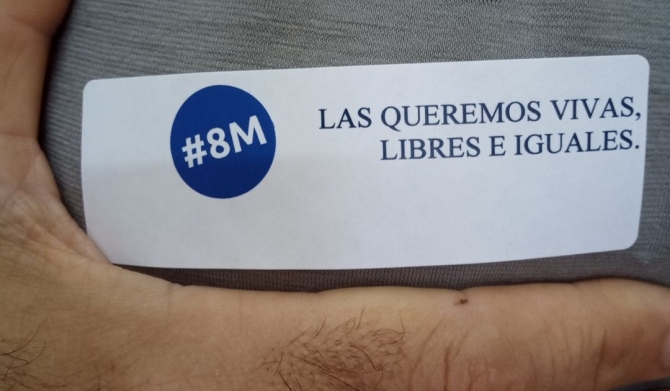 #8M
LAS QUEREMOS VIVAS,
LIBRES E IGUALES.